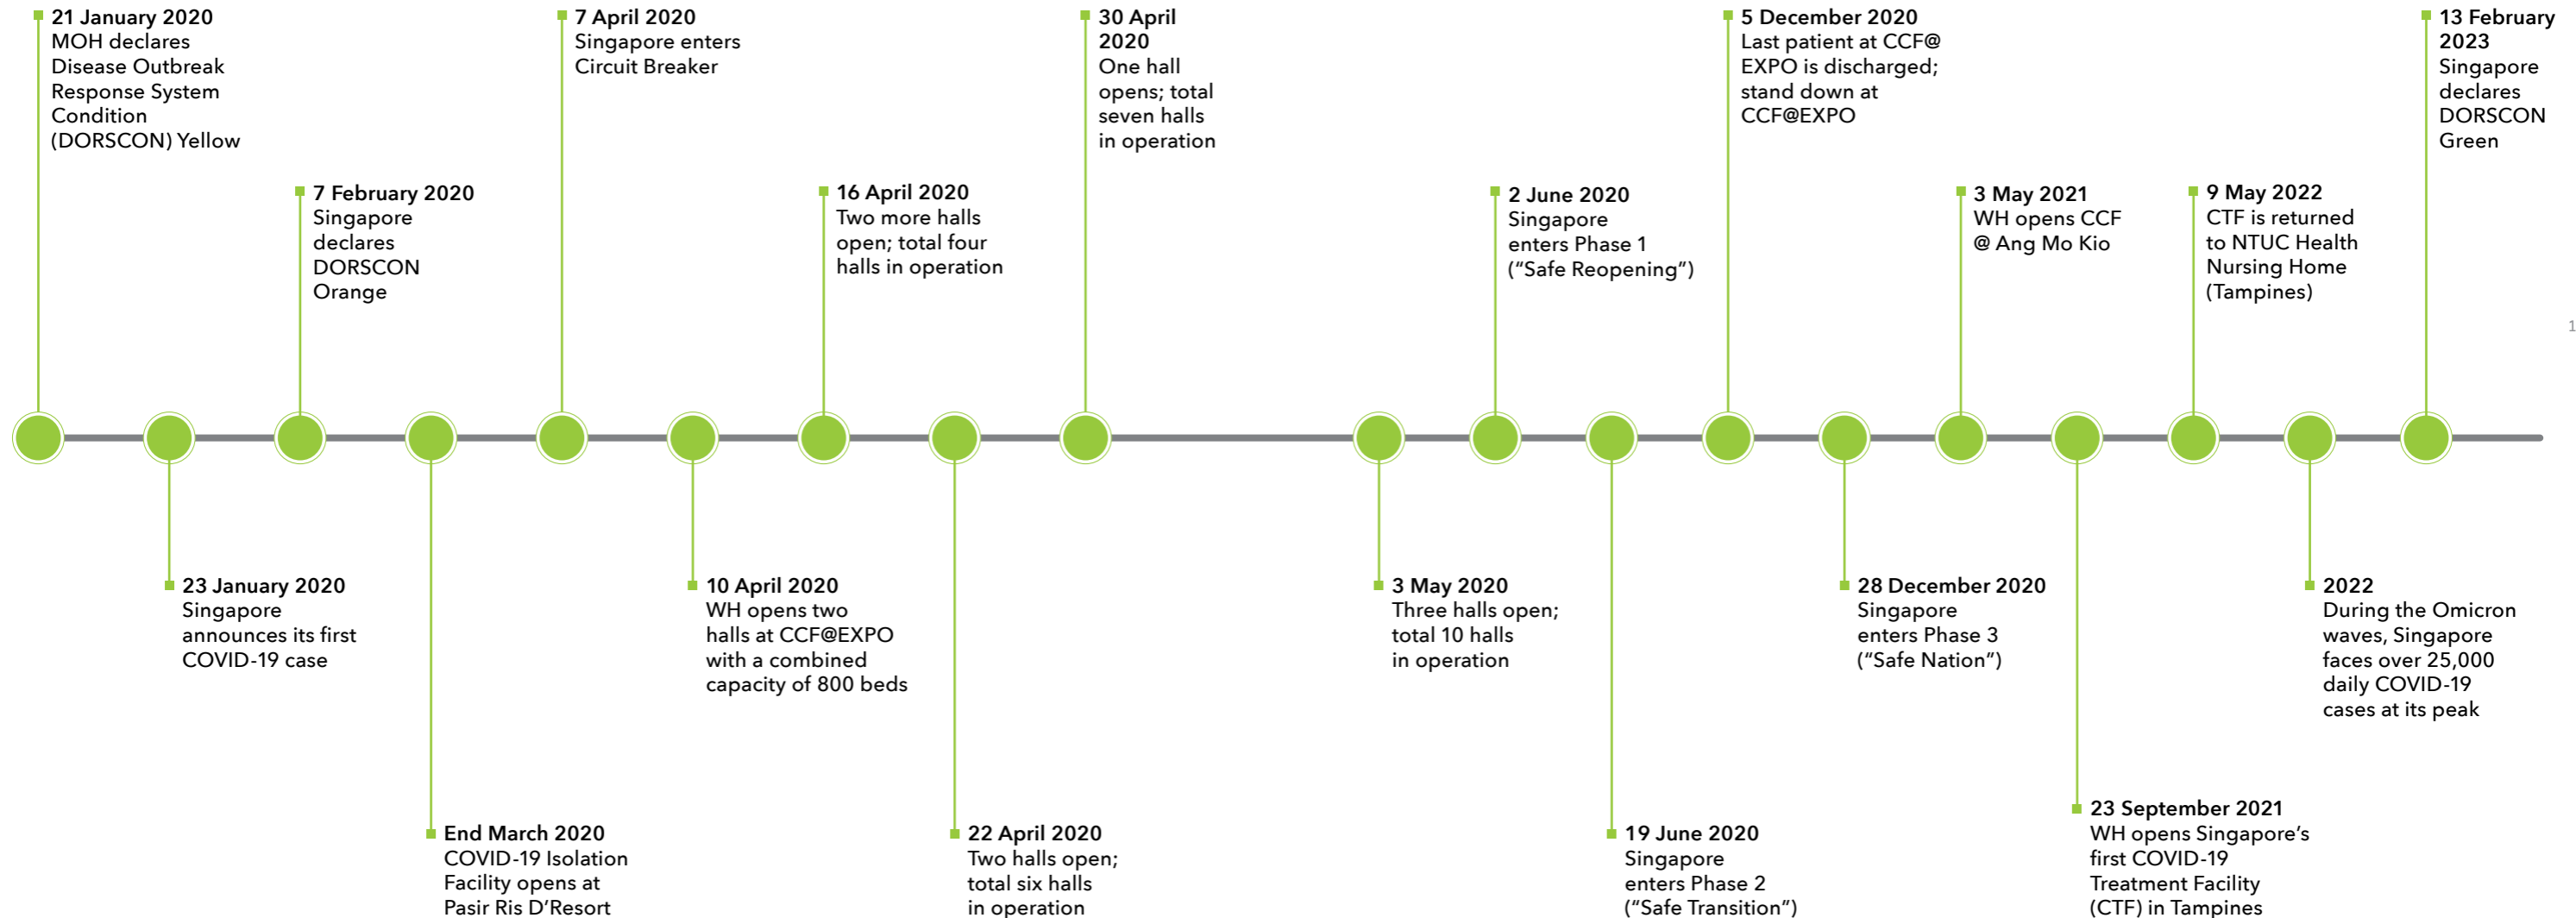 21 January 2020
MOH declares
Disease Outbreak
Response System
Condition
(DORSCON) Yellow
23 January 2020
Singapore
announces its first
COVID-19 case
7 February 2020
Singapore
declares
DORSCON
Orange
End March 2020
COVID-19 Isolation
Facility opens at
Pasir Ris D’Resort
7 April 2020
Singapore enters
Circuit Breaker
10 April 2020
WH opens two
halls at CCF@EXPO
with a combined
capacity of 800 beds
16 April 2020
Two more halls
open; total four
halls in operation
22 April 2020
Two halls open;
total six halls
in operation
30 April
2020
One hall
opens; total
seven halls
in operation
3 May 2020
Three halls open;
total 10 halls
in operation
2 June 2020
Singapore
enters Phase 1
(“Safe Reopening”)
19 June 2020
Singapore
enters Phase 2
(“Safe Transition”)
5 December 2020
Last patient at CCF@
EXPO is discharged;
stand down at
CCF@EXPO
28 December 2020
Singapore
enters Phase 3
(“Safe Nation”)
3 May 2021
WH opens CCF
@ Ang Mo Kio
23 September 2021
WH opens Singapore’s
first COVID-19
Treatment Facility
(CTF) in Tampines
9 May 2022
CTF is returned
to NTUC Health
Nursing Home
(Tampines)
2022
During the Omicron
waves, Singapore
faces over 25,000
daily COVID-19
cases at its peak
13 February
2023
Singapore
declares
DORSCON
Green
1